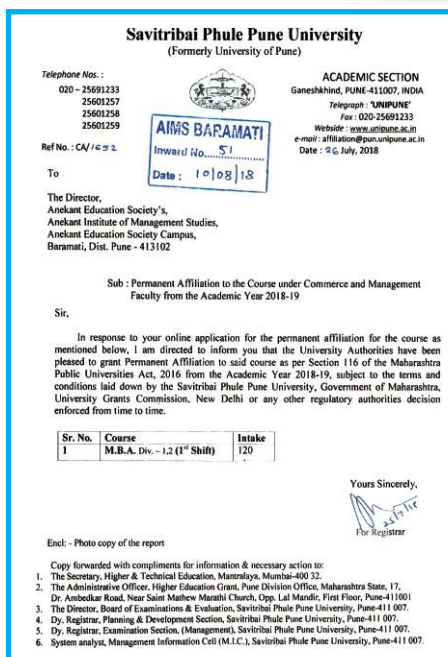 Savitribai Phule Pune University
(Formerly University of Pune)
Telephone Nos. :
020 – 25691233
25601257
25601258
25601259
Ref No. : CA/1652
AIMS BARAMATI
Inward No. 51
Date : 10/08/18
ACADEMIC SECTION
Ganeshkhind, PUNE-411007, INDIA
Telegraph : 'UNIPUNE'
Fax : 020-25691233
Webside : www.unipune.ac.in
e-mail : affiliation@pun.unipune.ac.in
Date : 26 July, 2018
To
The Director,
Anekant Education Society's,
Anekant Institute of Management Studies,
Anekant Education Society Campus,
Baramati, Dist. Pune - 413102
Sub : Permanent Affiliation to the Course under Commerce and Management
Faculty from the Academic Year 2018-19
Sir,
In response to your online application for the permanent affiliation for the course as
mentioned below, I am directed to inform you that the University Authorities have been
pleased to grant Permanent Affiliation to said course as per Section 116 of the Maharashtra
Public Universities Act, 2016 from the Academic Year 2018-19, subject to the terms and
conditions laid down by the Savitribai Phule Pune University, Government of Maharashtra,
University Grants Commission, New Delhi or any other regulatory authorities decision
enforced from time to time.
Sr. No. Course Intake
1 M.B.A. Div. – 1,2 (1st Shift) 120
Yours Sincerely,
25/7/18
For Registrar
Encl: - Photo copy of the report
Copy forwarded with compliments for information & necessary action to:
1. The Secretary, Higher & Technical Education, Mantralaya, Mumbai-400 32.
2. The Administrative Officer, Higher Education Grant, Pune Division Office, Maharashtra State, 17,
Dr. Ambedkar Road, Near Saint Mathew Marathi Church, Opp. Lal Mandir, First Floor, Pune-411001
3. The Director, Board of Examinations & Evaluation, Savitribai Phule Pune University, Pune-411 007.
4. Dy. Registrar, Planning & Development Section, Savitribai Phule Pune University, Pune-411 007.
5. Dy. Registrar, Examination Section, (Management), Savitribai Phule Pune University, Pune-411 007.
6. System analyst, Management Information Cell (M.I.C.), Savitribai Phule Pune University, Pune-411 007.